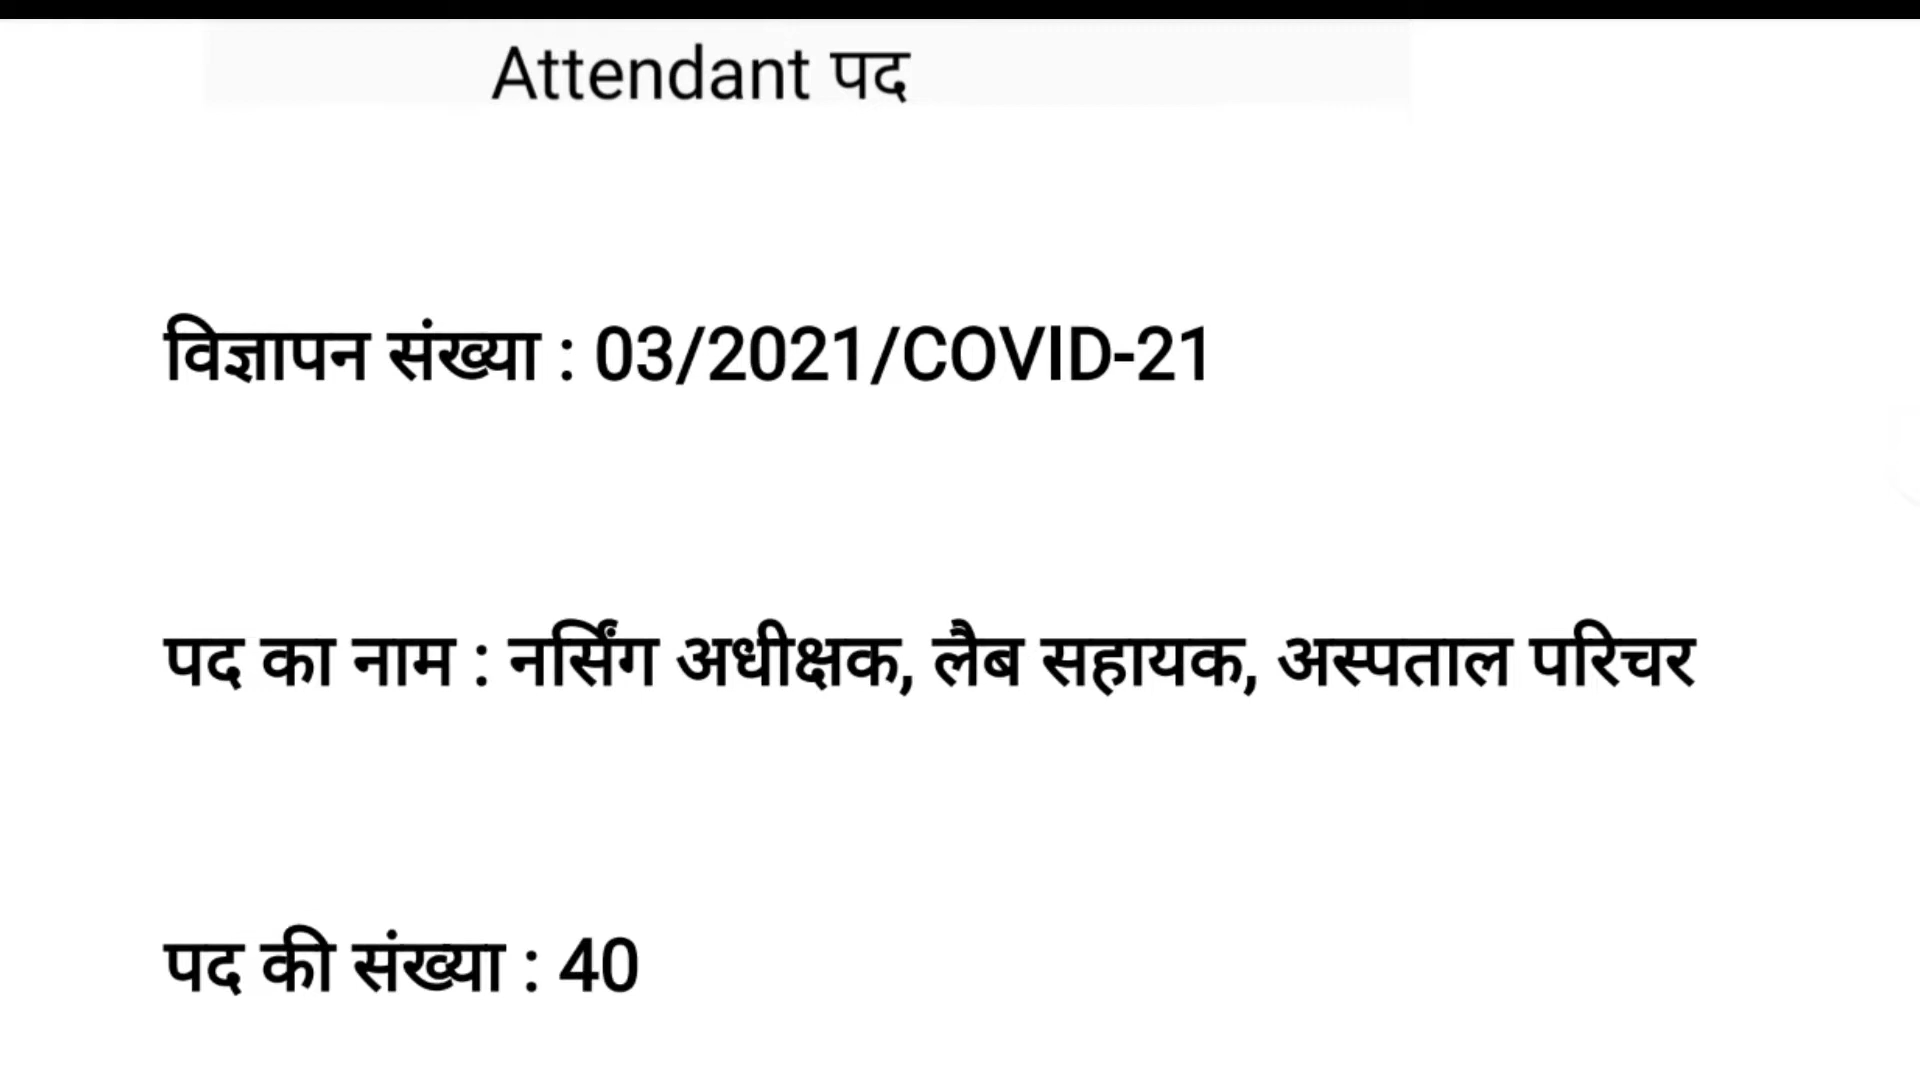 Attendant पद
विज्ञापन संख्या : 03/2021/COVID-21
पद का नाम : नर्सिंग अधीक्षक, लैब सहायक, अस्पताल परिचर
पद की संख्या : 40